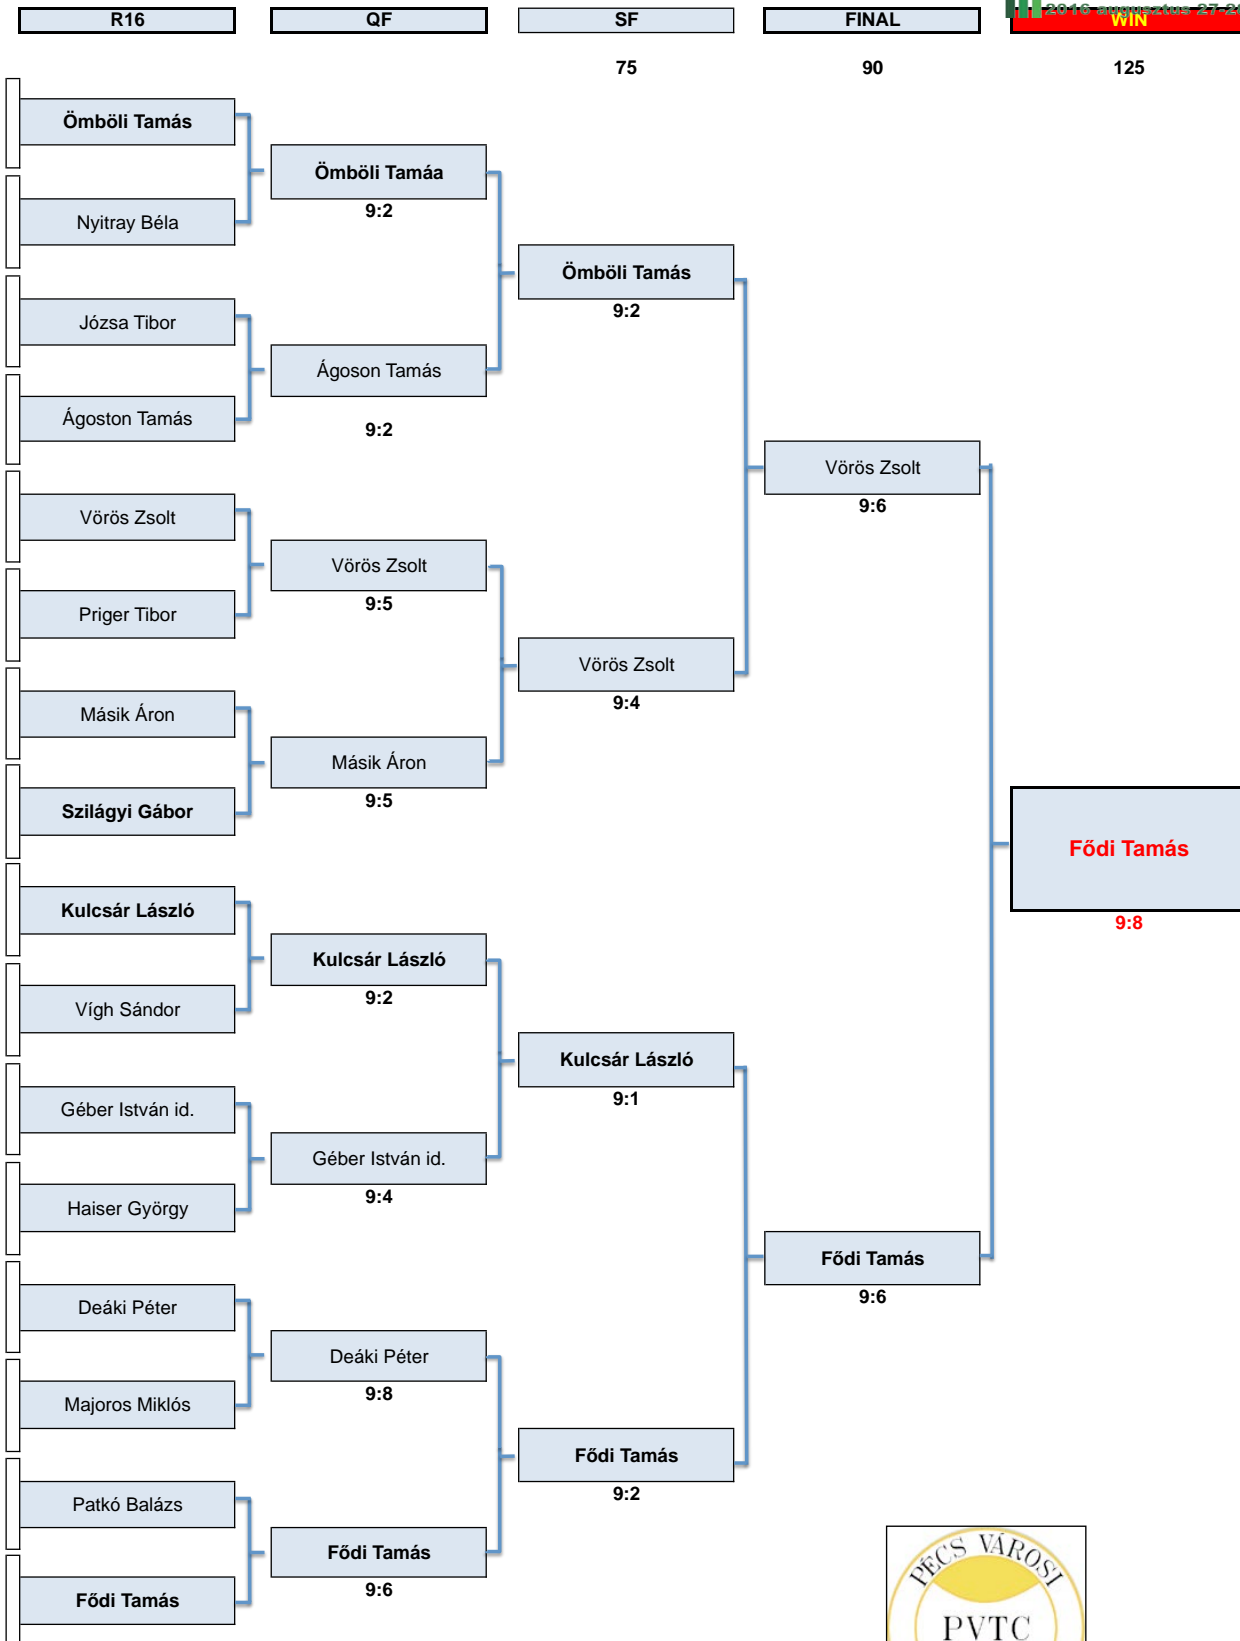 R16
QF
SF
FINAL
2016 augusztus 27-28
WIN
75
90
125
Ömböli Tamás
Ömböli Tamáa
9:2
Nyitray Béla
Ömböli Tamás
9:2
Józsa Tibor
Ágoson Tamás
Ágoston Tamás
9:2
Vörös Zsolt
9:6
Vörös Zsolt
Vörös Zsolt
9:5
Priger Tibor
Vörös Zsolt
9:4
Másik Áron
Másik Áron
9:5
Szilágyi Gábor
Fődi Tamás
9:8
Kulcsár László
Kulcsár László
9:2
Vígh Sándor
Kulcsár László
9:1
Géber István id.
Géber István id.
9:4
Haiser György
Fődi Tamás
9:6
Deáki Péter
Deáki Péter
9:8
Majoros Miklós
Fődi Tamás
9:2
Patkó Balázs
Fődi Tamás
9:6
Fődi Tamás
PÉCS VÁROSI
PVTC